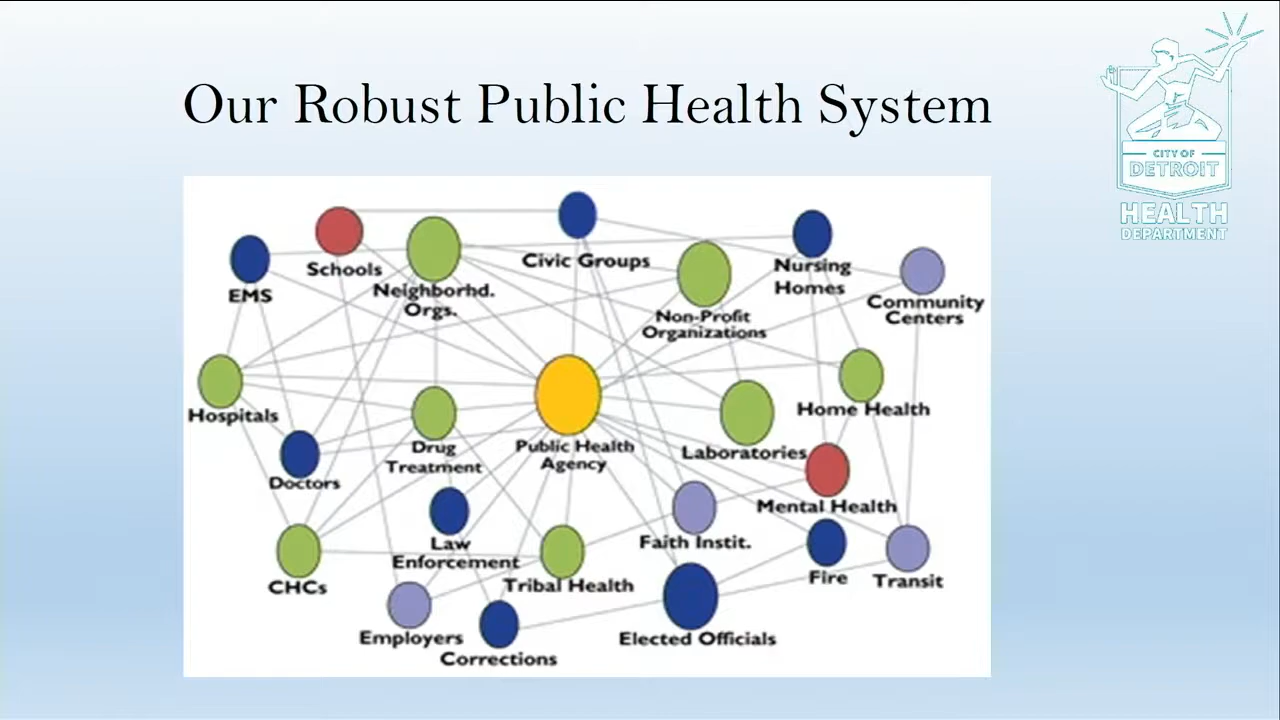 Our Robust Public Health System
CITY OF
DETROIT
HEALTH
DEPARTMENT
Civic Groups
Schools
EMS
Neighborhd.
Orgs.
Nursing
Homes
Community
Centers
Non-Profit
Organizations
Hospitals
Home Health
Drug
Treatment
Public Health
Agency
Laboratories
Doctors
Mental Health
Law
Enforcement
Faith Instit.
CHCs
Tribal Health
Fire
Transit
Employers
Corrections
Elected Officials